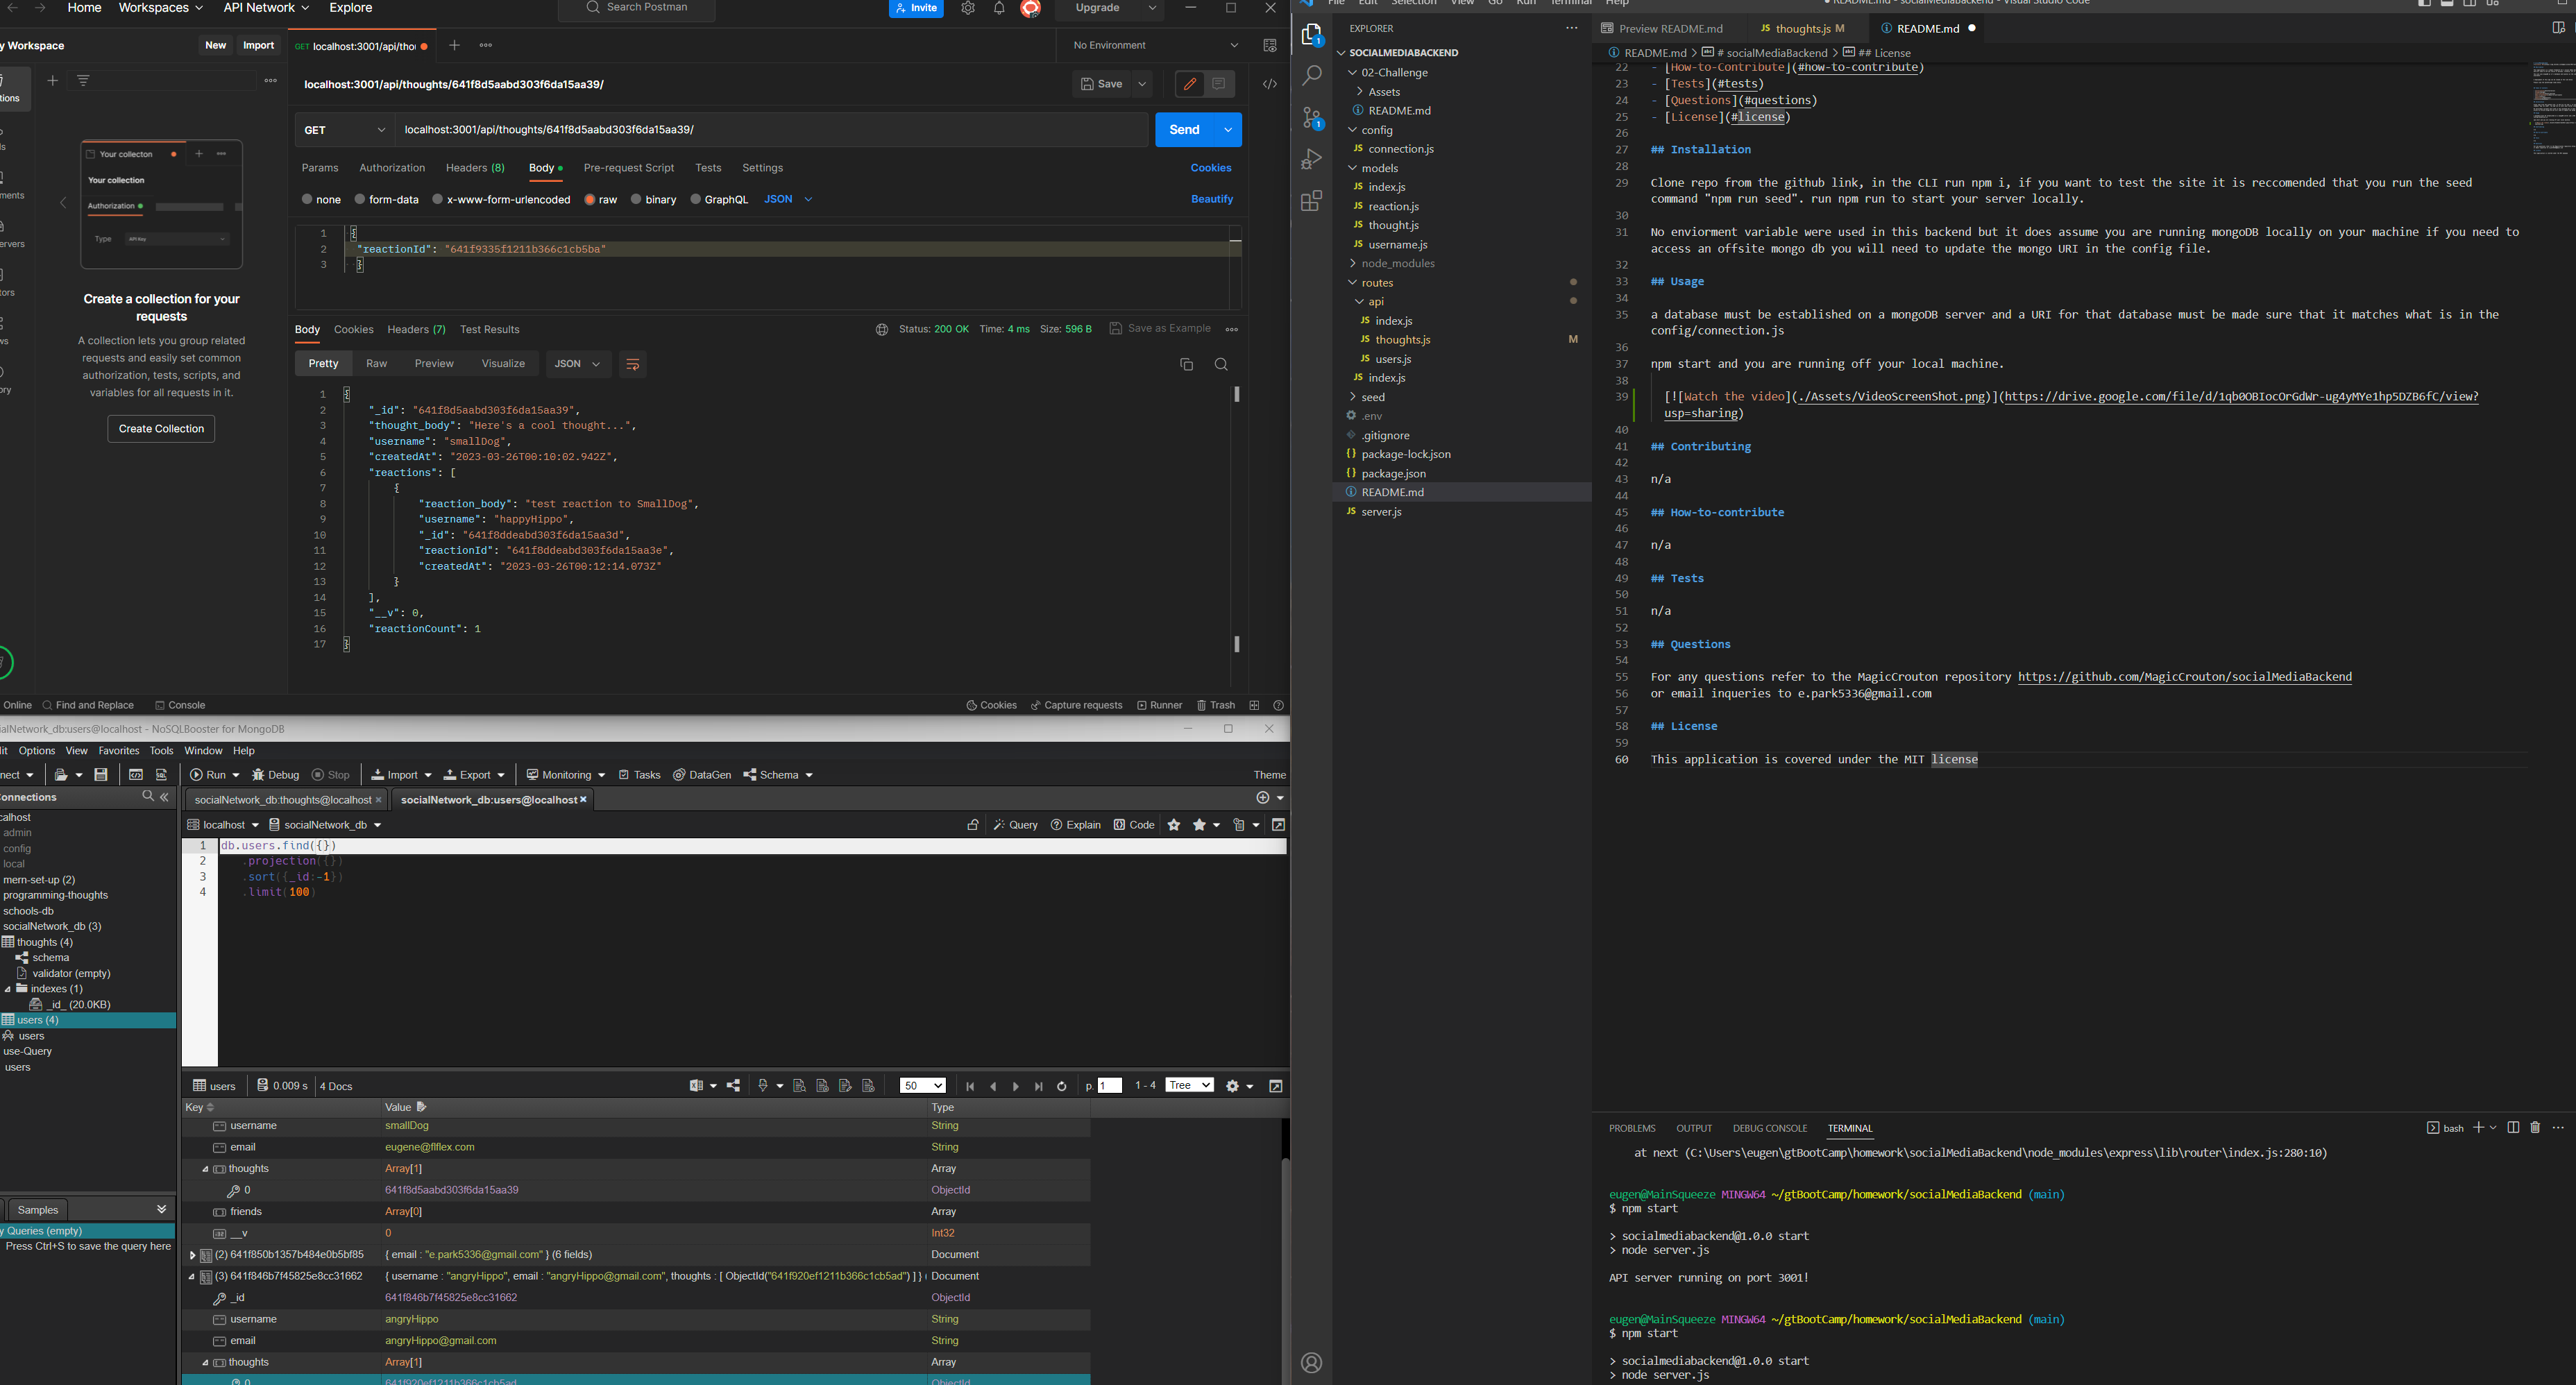 Home Workspaces API Network Explore
Search Postman
Invite
Upgrade
y Workspace
New Import
GET localhost:3001/api/thou
No Environment
localhost:3001/api/thoughts/641f8d5aabd303f6da15aa39/
Save
GET
localhost:3001/api/thoughts/641f8d5aabd303f6da15aa39/
Send
Params Authorization Headers (8) Body Pre-request Script Tests Settings
Cookies
none form-data x-www-form-urlencoded raw binary GraphQL JSON
Beautify
1 {
2 "reactionId": "641f9335f1211b366c1cb5ba"
3 }
Your collecton
Your collection
Authorization
Type API Key
Create a collection for your
requests
A collection lets you group related
requests and easily set common
authorization, tests, scripts, and
variables for all requests in it.
Create Collection
Body Cookies Headers (7) Test Results
Status: 200 OK Time: 4 ms Size: 596 B Save as Example
Pretty Raw Preview Visualize JSON
1 {
2 "_id": "641f8d5aabd303f6da15aa39",
3 "thought_body": "Here's a cool thought...",
4 "username": "smallDog",
5 "createdAt": "2023-03-26T00:10:02.942Z",
6 "reactions": [
7 {
8 "reaction_body": "test reaction to SmallDog",
9 "username": "happyHippo",
10 "_id": "641f8ddeabd303f6da15aa3d",
11 "reactionId": "641f8ddeabd303f6da15aa3e",
12 "createdAt": "2023-03-26T00:12:14.073Z"
13 }
14 ],
15 "__v": 0,
16 "reactionCount": 1
17 }
Online Find and Replace Console
Cookies Capture requests Runner Trash
ialNetwork_db:users@localhost - NoSQLBooster for MongoDB
Options View Favorites Tools Window Help
nect
Run Debug Stop Import Export Monitoring Tasks DataGen Schema
Theme
onnections
socialNetwork_db:thoughts@localhost
socialNetwork_db:users@localhost
localhost socialNetwork_db
Query Explain Code
calhost
admin
config
local
mern-set-up (2)
programming-thoughts
schools-db
socialNetwork_db (3)
thoughts (4)
schema
validator (empty)
indexes (1)
_id_ (20.0KB)
users (4)
users
use-Query
users
1 db.users.find({})
2 .projection({})
3 .sort({_id:-1})
4 .limit(100)
Samples
y Queries (empty)
Press Ctrl+S to save the query here
users 0.009 s 4 Docs
50
p. 1 1 - 4 Tree
Key Value Type
username smallDog String
email eugene@flflex.com String
thoughts Array[1] Array
0 641f8d5aabd303f6da15aa39 ObjectId
friends Array[0] Array
__v 0 Int32
(2) 641f850b1357b484e0b5bf85 { email : "e.park5336@gmail.com" } (6 fields) Document
(3) 641f846b7f45825e8cc31662 { username : "angryHippo", email : "angryHippo@gmail.com", thoughts : [ ObjectId("641f920ef1211b366c1cb5ad") ] } ( Document
_id 641f846b7f45825e8cc31662 ObjectId
username angryHippo String
email angryHippo@gmail.com String
thoughts Array[1] Array
0 641f920ef1211b366c1cb5ad ObjectId
File Edit Selection View Go Run Terminal Help
README.md - socialMediaBackend - Visual Studio Code
EXPLORER
SOCIALMEDIABACKEND
02-Challenge
Assets
README.md
config
connection.js
models
index.js
reaction.js
thought.js
username.js
node_modules
routes
api
index.js
thoughts.js M
users.js
index.js
seed
.env
.gitignore
package-lock.json
package.json
README.md
server.js
Preview README.md
thoughts.js M
README.md
README.md > # socialMediaBackend > ## License
22 - [How-to-Contribute](#how-to-contribute)
23 - [Tests](#tests)
24 - [Questions](#questions)
25 - [License](#license)
26
27 ## Installation
28
29 Clone repo from the github link, in the CLI run npm i, if you want to test the site it is reccomended that you run the seed
command "npm run seed". run npm run to start your server locally.
30
31 No enviorment variable were used in this backend but it does assume you are running mongoDB locally on your machine if you need to
access an offsite mongo db you will need to update the mongo URI in the config file.
32
33 ## Usage
34
35 a database must be established on a mongoDB server and a URI for that database must be made sure that it matches what is in the
config/connection.js
36
37 npm start and you are running off your local machine.
38
39 [![Watch the video](./Assets/VideoScreenShot.png)](https://drive.google.com/file/d/1qb0OBIocOrGdWr-ug4yMYe1hp5DZB6fC/view?
usp=sharing)
40
41 ## Contributing
42
43 n/a
44
45 ## How-to-contribute
46
47 n/a
48
49 ## Tests
50
51 n/a
52
53 ## Questions
54
55 For any questions refer to the MagicCrouton repository https://github.com/MagicCrouton/socialMediaBackend
56 or email inqueries to e.park5336@gmail.com
57
58 ## License
59
60 This application is covered under the MIT license
PROBLEMS OUTPUT DEBUG CONSOLE TERMINAL
bash
at next (C:\Users\eugen\gtBootCamp\homework\socialMediaBackend\node_modules\express\lib\router\index.js:280:10)
eugen@MainSqueeze MINGW64 ~/gtBootCamp/homework/socialMediaBackend (main)
$ npm start
> socialmediabackend@1.0.0 start
> node server.js
API server running on port 3001!
eugen@MainSqueeze MINGW64 ~/gtBootCamp/homework/socialMediaBackend (main)
$ npm start
> socialmediabackend@1.0.0 start
> node server.js